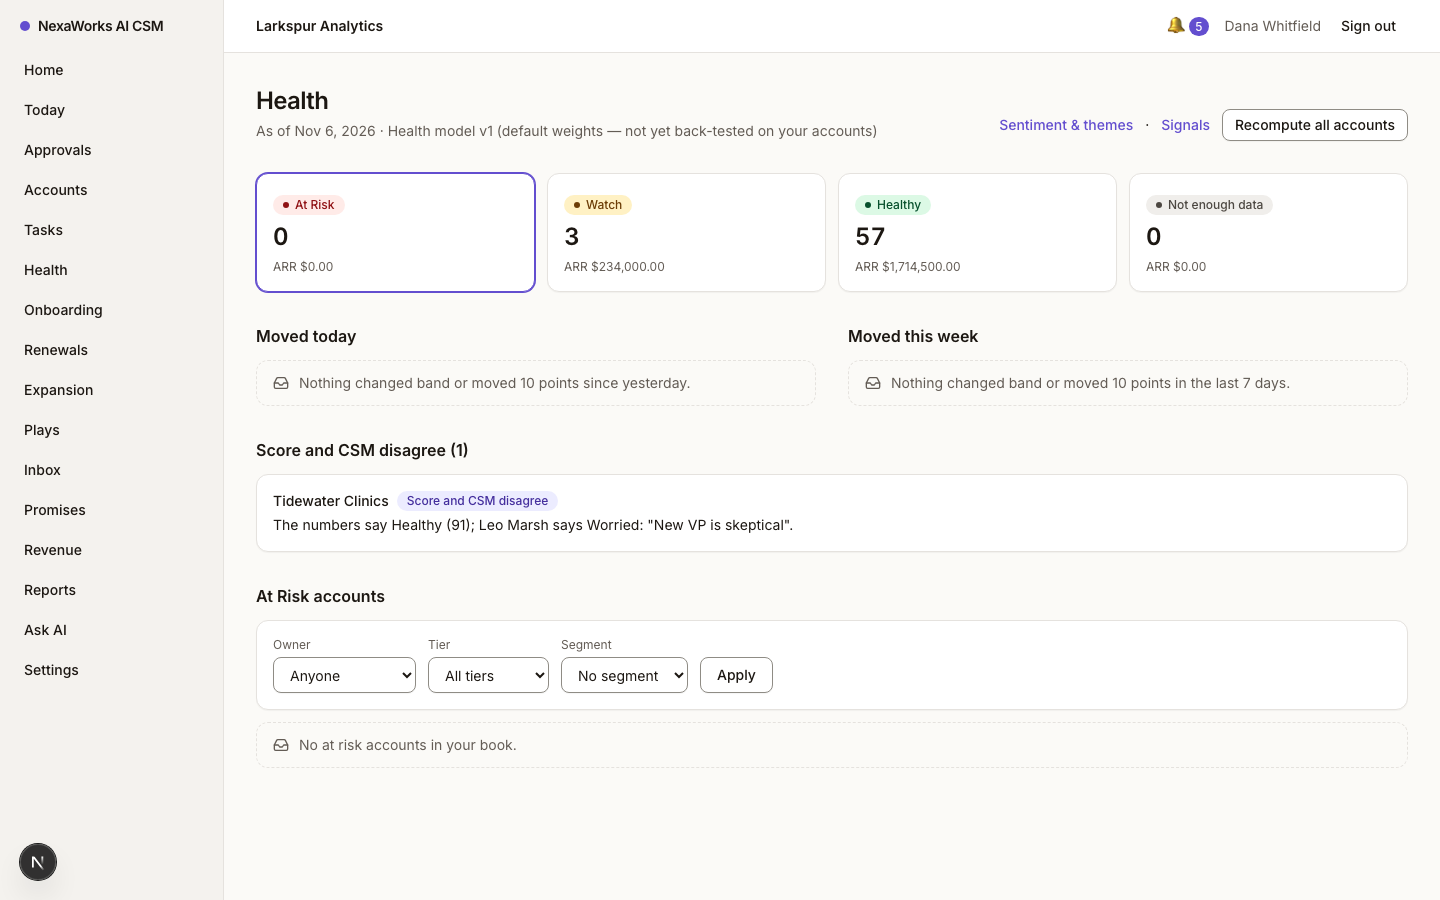 NexaWorks AI CSM
Home
Today
Approvals
Accounts
Tasks
Health
Onboarding
Renewals
Expansion
Plays
Inbox
Promises
Revenue
Reports
Ask AI
Settings
N
Larkspur Analytics
5
Dana Whitfield
Sign out
Health
As of Nov 6, 2026 · Health model v1 (default weights — not yet back-tested on your accounts)
Sentiment & themes · Signals
Recompute all accounts
At Risk
0
ARR $0.00
Watch
3
ARR $234,000.00
Healthy
57
ARR $1,714,500.00
Not enough data
0
ARR $0.00
Moved today
Nothing changed band or moved 10 points since yesterday.
Moved this week
Nothing changed band or moved 10 points in the last 7 days.
Score and CSM disagree (1)
Tidewater Clinics Score and CSM disagree
The numbers say Healthy (91); Leo Marsh says Worried: "New VP is skeptical".
At Risk accounts
Owner
Anyone
Tier
All tiers
Segment
No segment
Apply
No at risk accounts in your book.